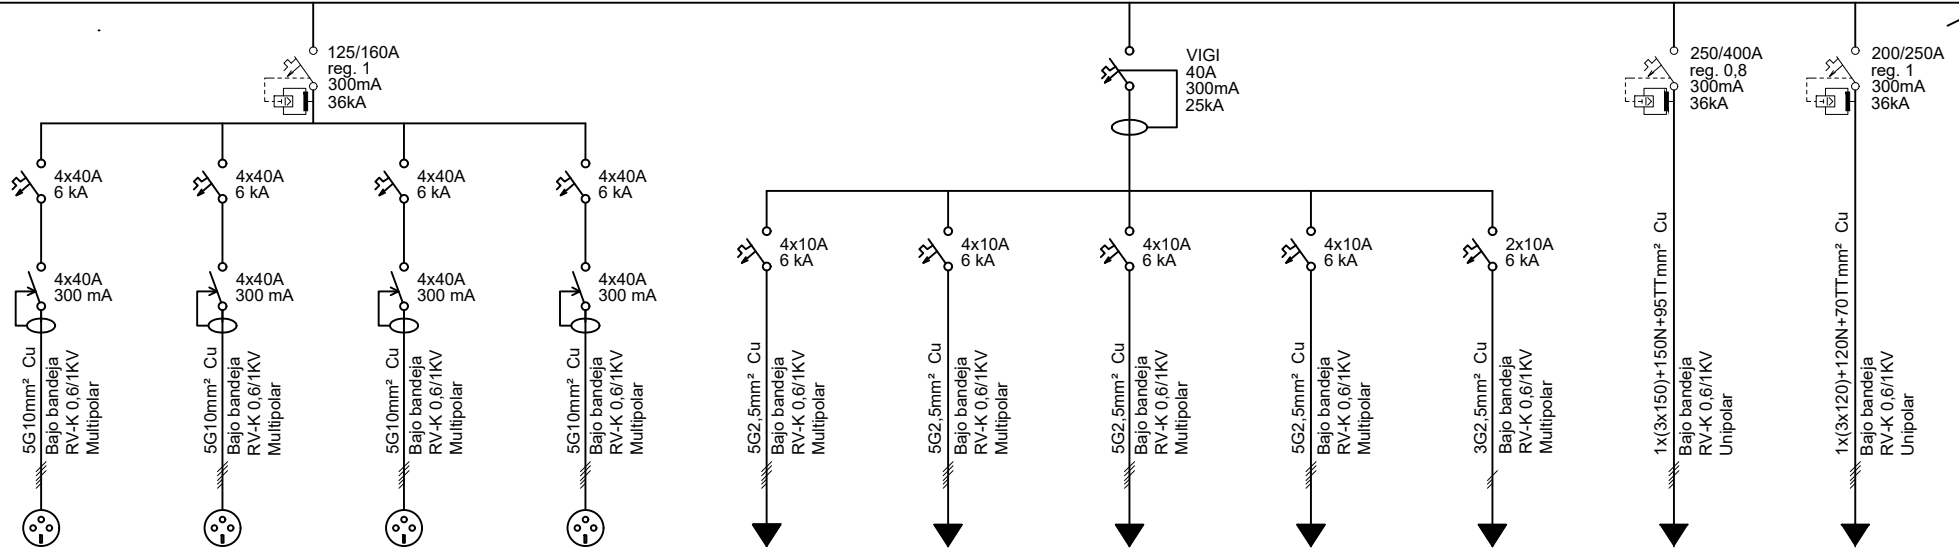 125/160A
reg. 1
300mA
36kA
VIGI
40A
300mA
25kA
250/400A
reg. 0,8
300mA
36kA
200/250A
reg. 1
300mA
36kA
4x40A
6 kA
4x40A
6 kA
4x40A
6 kA
4x40A
6 kA
4x10A
6 kA
4x10A
6 kA
4x10A
6 kA
4x10A
6 kA
2x10A
6 kA
4x40A
300 mA
4x40A
300 mA
4x40A
300 mA
4x40A
300 mA
5G10mm² Cu
Bajo bandeja
RV-K 0,6/1KV
Multipolar
5G10mm² Cu
Bajo bandeja
RV-K 0,6/1KV
Multipolar
5G10mm² Cu
Bajo bandeja
RV-K 0,6/1KV
Multipolar
5G10mm² Cu
Bajo bandeja
RV-K 0,6/1KV
Multipolar
5G2,5mm² Cu
Bajo bandeja
RV-K 0,6/1KV
Multipolar
5G2,5mm² Cu
Bajo bandeja
RV-K 0,6/1KV
Multipolar
5G2,5mm² Cu
Bajo bandeja
RV-K 0,6/1KV
Multipolar
5G2,5mm² Cu
Bajo bandeja
RV-K 0,6/1KV
Multipolar
3G2,5mm² Cu
Bajo bandeja
RV-K 0,6/1KV
Multipolar
1x(3x150)+150N+95TTmm² Cu
Bajo bandeja
RV-K 0,6/1KV
Unipolar
1x(3x120)+120N+70TTmm² Cu
Bajo bandeja
RV-K 0,6/1KV
Unipolar